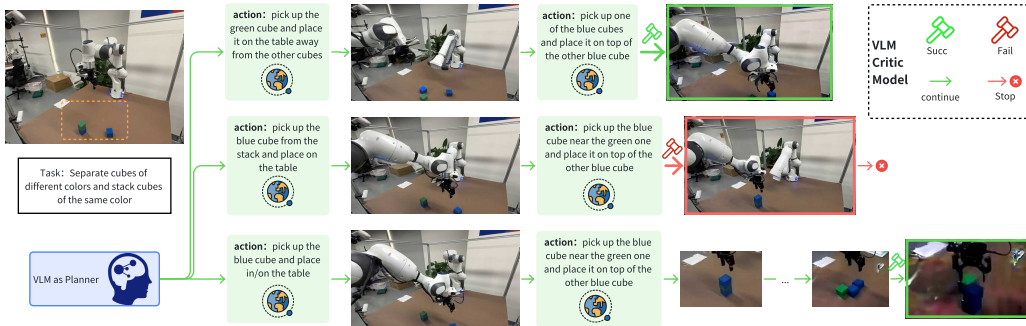 action: pick up the
green cube and place
it on the table away
from the other cubes
action: pick up one
of the blue cubes
and place it on top of
the other blue cube
VLM
Critic
Model
Succ
Fail
continue
Stop
Task: Separate cubes of
different colors and stack cubes
of the same color
action: pick up the
blue cube from the
stack and place on
the table
action: pick up the blue
cube near the green one
and place it on top of the
other blue cube
VLM as Planner
action: pick up the
blue cube and place
in/on the table
action: pick up the blue
cube near the green one
and place it on top of the
other blue cube
...